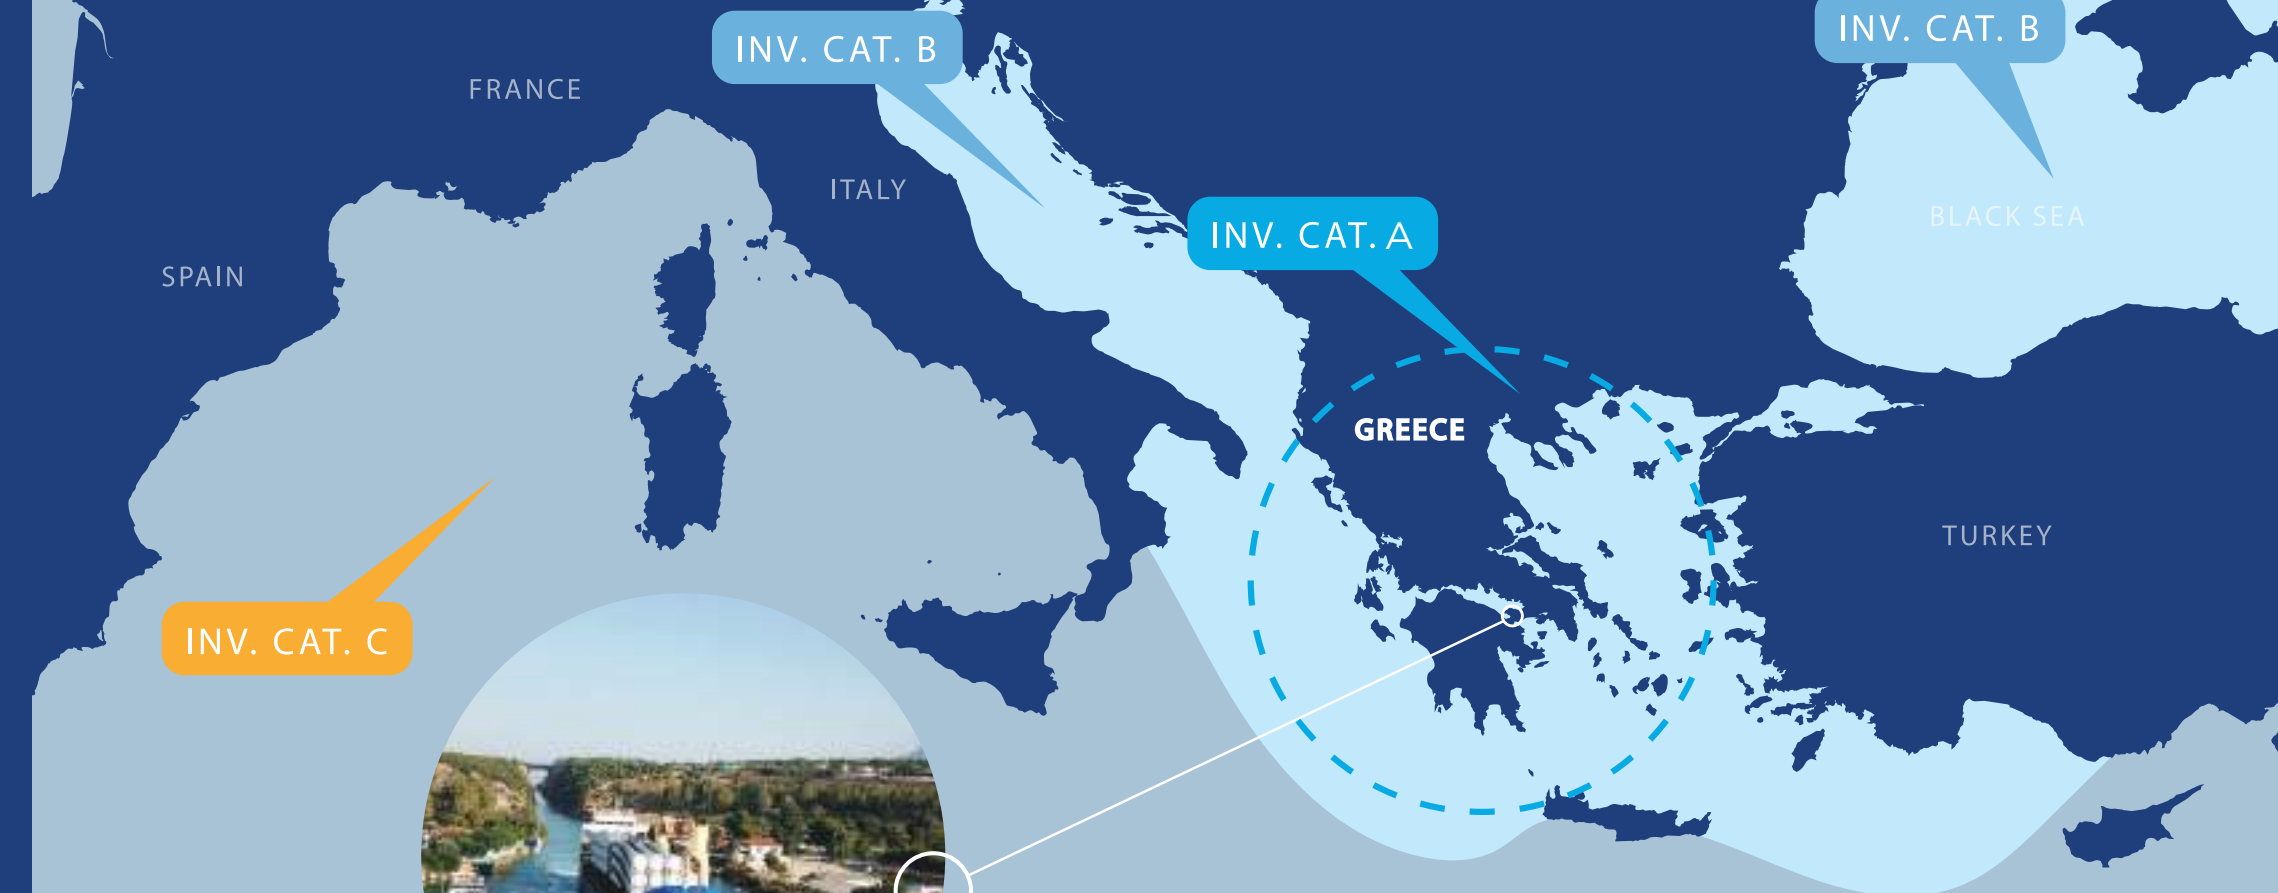 INV. CAT. B
INV. CAT. B
FRANCE
ITALY
BLACK SEA
INV. CAT. A
SPAIN
GREECE
TURKEY
INV. CAT. C